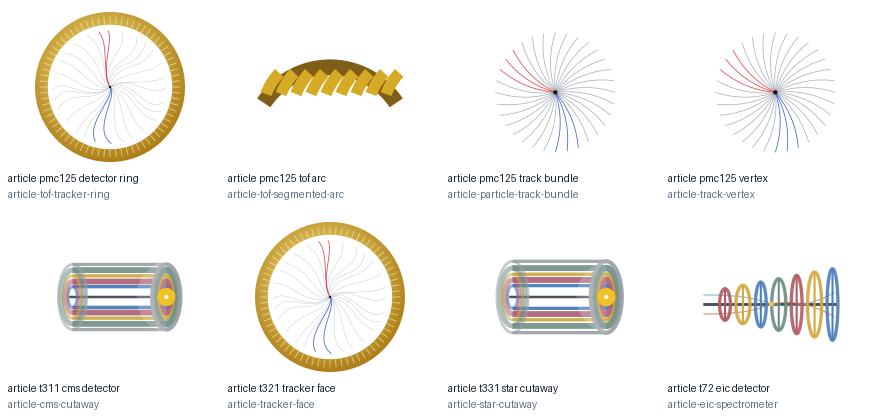 article pmc125 detector ring
article-tof-tracker-ring
article pmc125 tof arc
article-tof-segmented-arc
article pmc125 track bundle
article-particle-track-bundle
article pmc125 vertex
article-track-vertex
article t311 cms detector
article-cms-cutaway
article t321 tracker face
article-tracker-face
article t331 star cutaway
article-star-cutaway
article t72 eic detector
article-eic-spectrometer